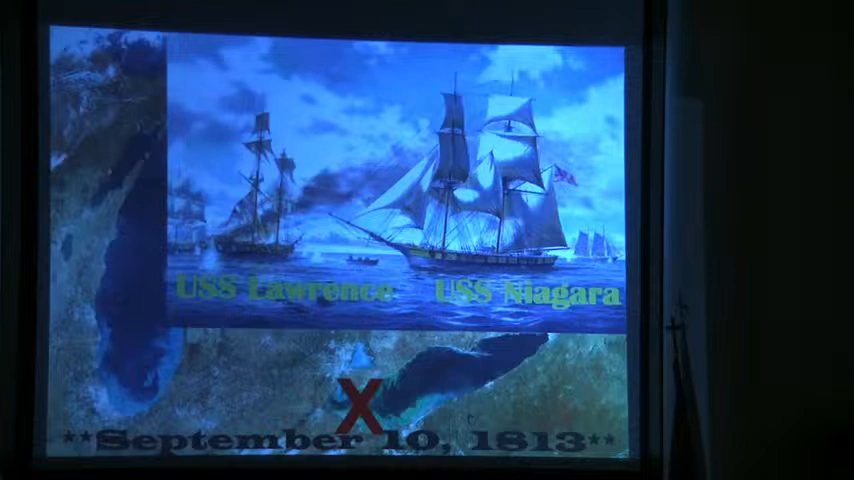 USS Lawrence
USS Niagara
X
**September 10, 1813**